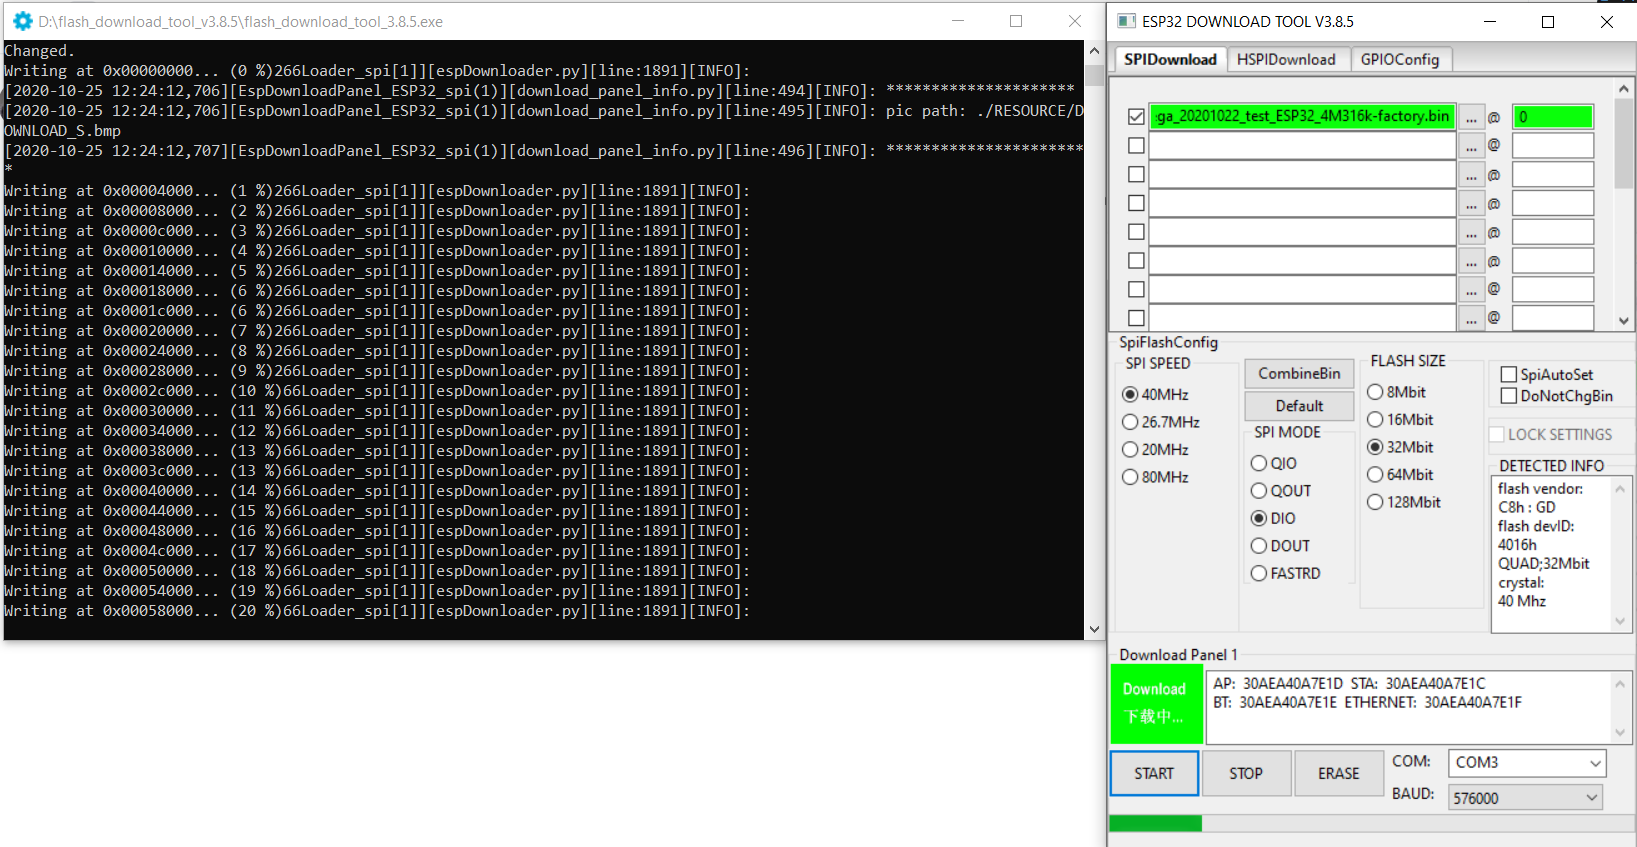 D:\flash_download_tool_v3.8.5\flash_download_tool_3.8.5.exe
Changed.
Writing at 0x00000000... (0 %)266Loader_spi[1]][espDownloader.py][line:1891][INFO]:
[2020-10-25 12:24:12,706][EspDownloadPanel_ESP32_spi(1)][download_panel_info.py][line:494][INFO]: *********************
[2020-10-25 12:24:12,706][EspDownloadPanel_ESP32_spi(1)][download_panel_info.py][line:495][INFO]: pic path: ./RESOURCE/D
OWNLOAD_S.bmp
[2020-10-25 12:24:12,707][EspDownloadPanel_ESP32_spi(1)][download_panel_info.py][line:496][INFO]: **********************
*
Writing at 0x00004000... (1 %)266Loader_spi[1]][espDownloader.py][line:1891][INFO]:
Writing at 0x00008000... (2 %)266Loader_spi[1]][espDownloader.py][line:1891][INFO]:
Writing at 0x0000c000... (3 %)266Loader_spi[1]][espDownloader.py][line:1891][INFO]:
Writing at 0x00010000... (4 %)266Loader_spi[1]][espDownloader.py][line:1891][INFO]:
Writing at 0x00014000... (5 %)266Loader_spi[1]][espDownloader.py][line:1891][INFO]:
Writing at 0x00018000... (6 %)266Loader_spi[1]][espDownloader.py][line:1891][INFO]:
Writing at 0x0001c000... (6 %)266Loader_spi[1]][espDownloader.py][line:1891][INFO]:
Writing at 0x00020000... (7 %)266Loader_spi[1]][espDownloader.py][line:1891][INFO]:
Writing at 0x00024000... (8 %)266Loader_spi[1]][espDownloader.py][line:1891][INFO]:
Writing at 0x00028000... (9 %)266Loader_spi[1]][espDownloader.py][line:1891][INFO]:
Writing at 0x0002c000... (10 %)66Loader_spi[1]][espDownloader.py][line:1891][INFO]:
Writing at 0x00030000... (11 %)66Loader_spi[1]][espDownloader.py][line:1891][INFO]:
Writing at 0x00034000... (12 %)66Loader_spi[1]][espDownloader.py][line:1891][INFO]:
Writing at 0x00038000... (13 %)66Loader_spi[1]][espDownloader.py][line:1891][INFO]:
Writing at 0x0003c000... (13 %)66Loader_spi[1]][espDownloader.py][line:1891][INFO]:
Writing at 0x00040000... (14 %)66Loader_spi[1]][espDownloader.py][line:1891][INFO]:
Writing at 0x00044000... (15 %)66Loader_spi[1]][espDownloader.py][line:1891][INFO]:
Writing at 0x00048000... (16 %)66Loader_spi[1]][espDownloader.py][line:1891][INFO]:
Writing at 0x0004c000... (17 %)66Loader_spi[1]][espDownloader.py][line:1891][INFO]:
Writing at 0x00050000... (18 %)66Loader_spi[1]][espDownloader.py][line:1891][INFO]:
Writing at 0x00054000... (19 %)66Loader_spi[1]][espDownloader.py][line:1891][INFO]:
Writing at 0x00058000... (20 %)66Loader_spi[1]][espDownloader.py][line:1891][INFO]:
ESP32 DOWNLOAD TOOL V3.8.5
SPIDownload HSPIDownload GPIOConfig
ga_20201022_test_ESP32_4M316k-factory.bin ... @ 0
... @
... @
... @
... @
... @
... @
... @
SpiFlashConfig
SPI SPEED
40MHz
26.7MHz
20MHz
80MHz
CombineBin
Default
SPI MODE
QIO
QOUT
DIO
DOUT
FASTRD
FLASH SIZE
8Mbit
16Mbit
32Mbit
64Mbit
128Mbit
SpiAutoSet
DoNotChgBin
LOCK SETTINGS
DETECTED INFO
flash vendor:
C8h : GD
flash devID:
4016h
QUAD;32Mbit
crystal:
40 Mhz
Download Panel 1
Download
下载中...
AP: 30AEA40A7E1D STA: 30AEA40A7E1C
BT: 30AEA40A7E1E ETHERNET: 30AEA40A7E1F
START STOP ERASE
COM: COM3
BAUD: 576000